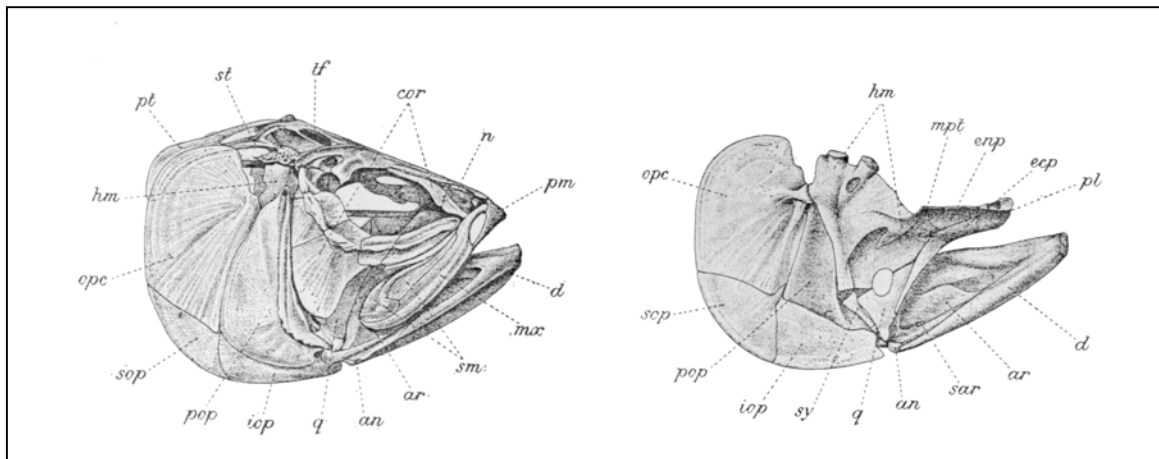 st
tf
pt
cor
n
pm
hm
opc
d
mx
sm
sop
ar
pop
iop
q
an
hm
mpt
enp
ecp
pl
opc
scp
d
pop
ar
iop
sar
sy
q
an